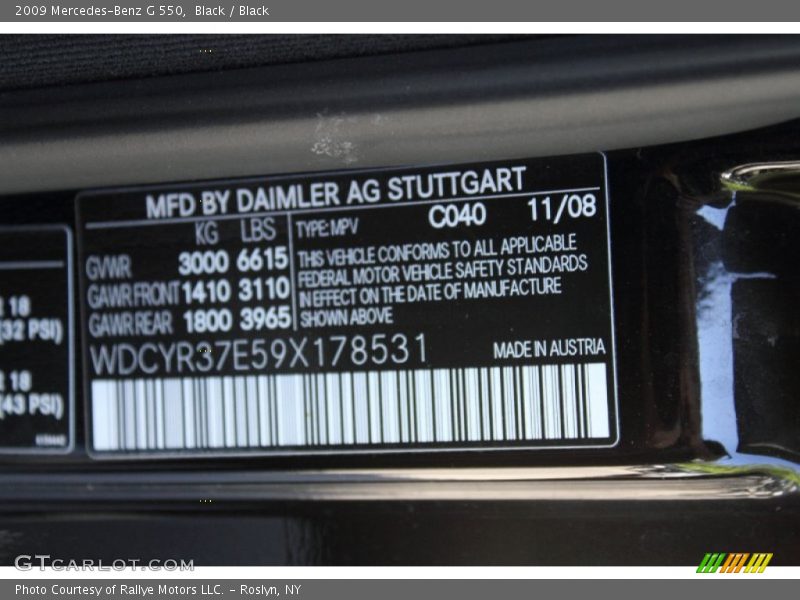 2009 Mercedes-Benz G 550, Black / Black
MFD BY DAIMLER AG STUTTGART
KG LBS
GVWR 3000 6615
GAWR FRONT 1410 3110
GAWR REAR 1800 3965
TYPE: MPV C040 11/08
THIS VEHICLE CONFORMS TO ALL APPLICABLE
FEDERAL MOTOR VEHICLE SAFETY STANDARDS
IN EFFECT ON THE DATE OF MANUFACTURE
SHOWN ABOVE
WDCYR37E59X178531
MADE IN AUSTRIA
18
(32 PSI)
18
(43 PSI)
GTCARLOT.COM
Photo Courtesy of Rallye Motors LLC. - Roslyn, NY